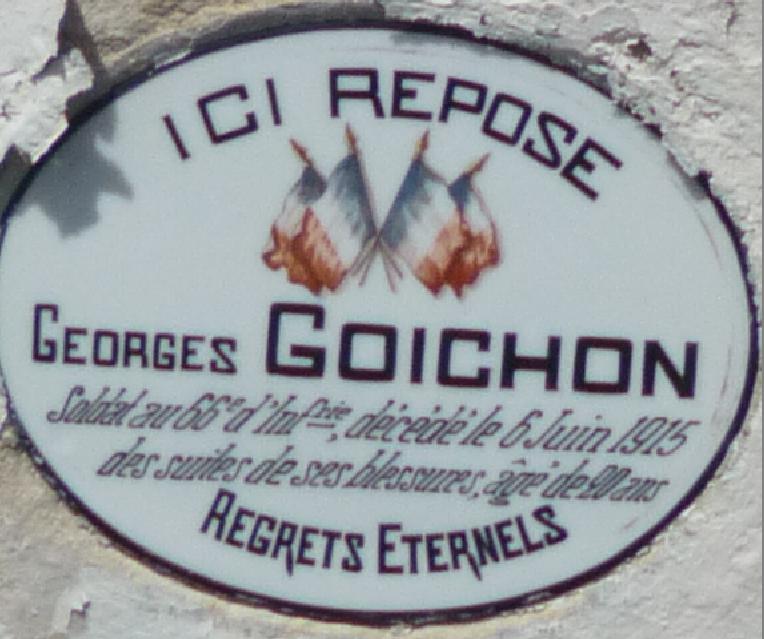 ICI REPOSE
GEORGES GOICHON
Soldat au 66e d'Infrie, décédé le 6 Juin 1915
des suites de ses blessures, âgé de 20 ans
REGRETS ETERNELS